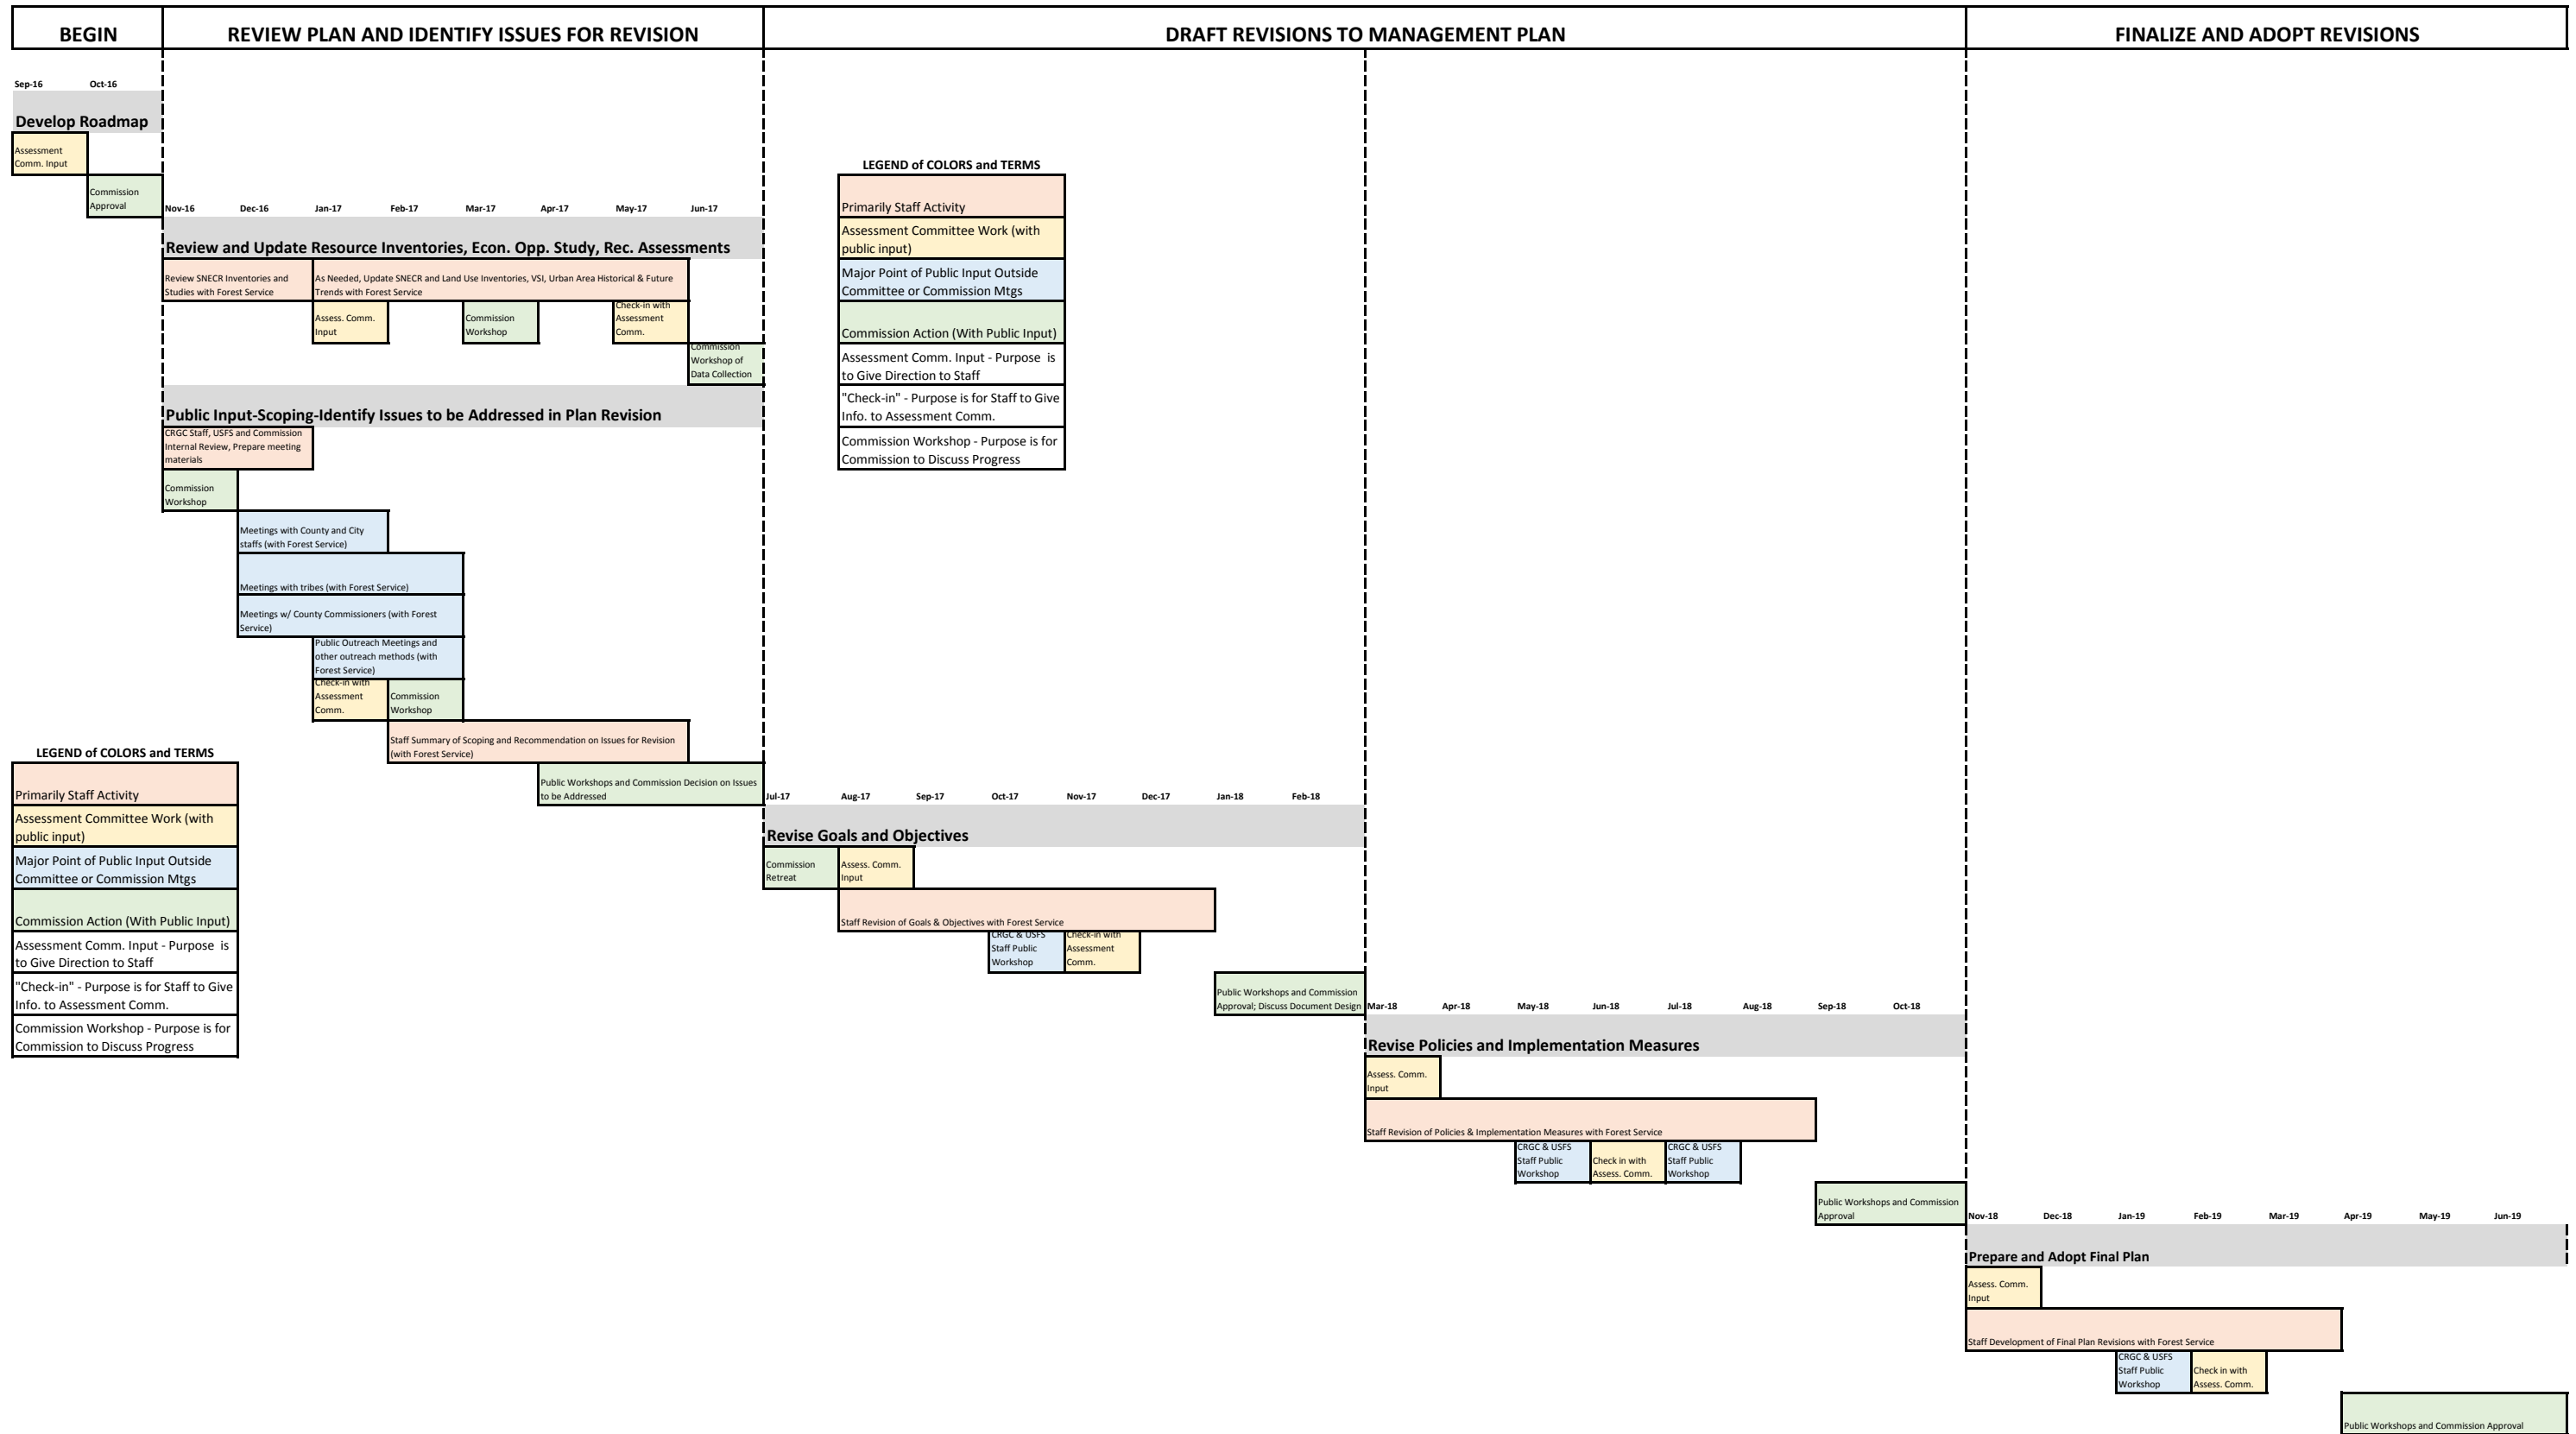 BEGIN
REVIEW PLAN AND IDENTIFY ISSUES FOR REVISION
DRAFT REVISIONS TO MANAGEMENT PLAN
FINALIZE AND ADOPT REVISIONS
Sep-16 Oct-16
Develop Roadmap
Assessment
Comm. Input
Commission
Approval
Nov-16 Dec-16 Jan-17 Feb-17 Mar-17 Apr-17 May-17 Jun-17
Review and Update Resource Inventories, Econ. Opp. Study, Rec. Assessments
Review SNECR Inventories and
Studies with Forest Service
As Needed, Update SNECR and Land Use Inventories, VSI, Urban Area Historical & Future
Trends with Forest Service
Assess. Comm.
Input
Commission
Workshop
Check-in with
Assessment
Comm.
Commission
Workshop of
Data Collection
Public Input-Scoping-Identify Issues to be Addressed in Plan Revision
CRGC Staff, USFS and Commission
Internal Review, Prepare meeting
materials
Commission
Workshop
Meetings with County and City
staffs (with Forest Service)
Meetings with tribes (with Forest Service)
Meetings w/ County Commissioners (with Forest
Service)
Public Outreach Meetings and
other outreach methods (with
Forest Service)
Check-in with
Assessment
Comm.
Commission
Workshop
Staff Summary of Scoping and Recommendation on Issues for Revision
(with Forest Service)
Public Workshops and Commission Decision on Issues
to be Addressed
LEGEND of COLORS and TERMS
Primarily Staff Activity
Assessment Committee Work (with
public input)
Major Point of Public Input Outside
Committee or Commission Mtgs
Commission Action (With Public Input)
Assessment Comm. Input - Purpose is
to Give Direction to Staff
"Check-in" - Purpose is for Staff to Give
Info. to Assessment Comm.
Commission Workshop - Purpose is for
Commission to Discuss Progress
LEGEND of COLORS and TERMS
Primarily Staff Activity
Assessment Committee Work (with
public input)
Major Point of Public Input Outside
Committee or Commission Mtgs
Commission Action (With Public Input)
Assessment Comm. Input - Purpose is
to Give Direction to Staff
"Check-in" - Purpose is for Staff to Give
Info. to Assessment Comm.
Commission Workshop - Purpose is for
Commission to Discuss Progress
Jul-17 Aug-17 Sep-17 Oct-17 Nov-17 Dec-17 Jan-18 Feb-18
Revise Goals and Objectives
Commission
Retreat
Assess. Comm.
Input
Staff Revision of Goals & Objectives with Forest Service
CRGC & USFS
Staff Public
Workshop
Check-in with
Assessment
Comm.
Public Workshops and Commission
Approval; Discuss Document Design
Mar-18 Apr-18 May-18 Jun-18 Jul-18 Aug-18 Sep-18 Oct-18
Revise Policies and Implementation Measures
Assess. Comm.
Input
Staff Revision of Policies & Implementation Measures with Forest Service
CRGC & USFS
Staff Public
Workshop
Check in with
Assess. Comm.
CRGC & USFS
Staff Public
Workshop
Public Workshops and Commission
Approval
Nov-18 Dec-18 Jan-19 Feb-19 Mar-19 Apr-19 May-19 Jun-19
Prepare and Adopt Final Plan
Assess. Comm.
Input
Staff Development of Final Plan Revisions with Forest Service
CRGC & USFS
Staff Public
Workshop
Check in with
Assess. Comm.
Public Workshops and Commission Approval